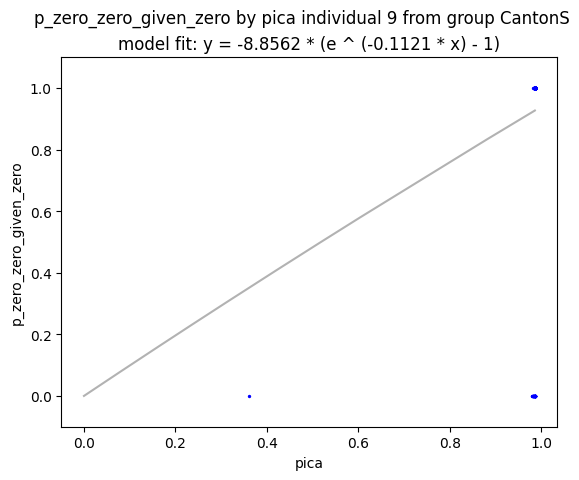 p_zero_zero_given_zero by pica individual 9 from group CantonS
model fit: y = -8.8562 * (e ^ (-0.1121 * x) - 1)
1.0
0.8
0.6
0.4
0.2
0.0
p_zero_zero_given_zero
0.0 0.2 0.4 0.6 0.8 1.0
pica